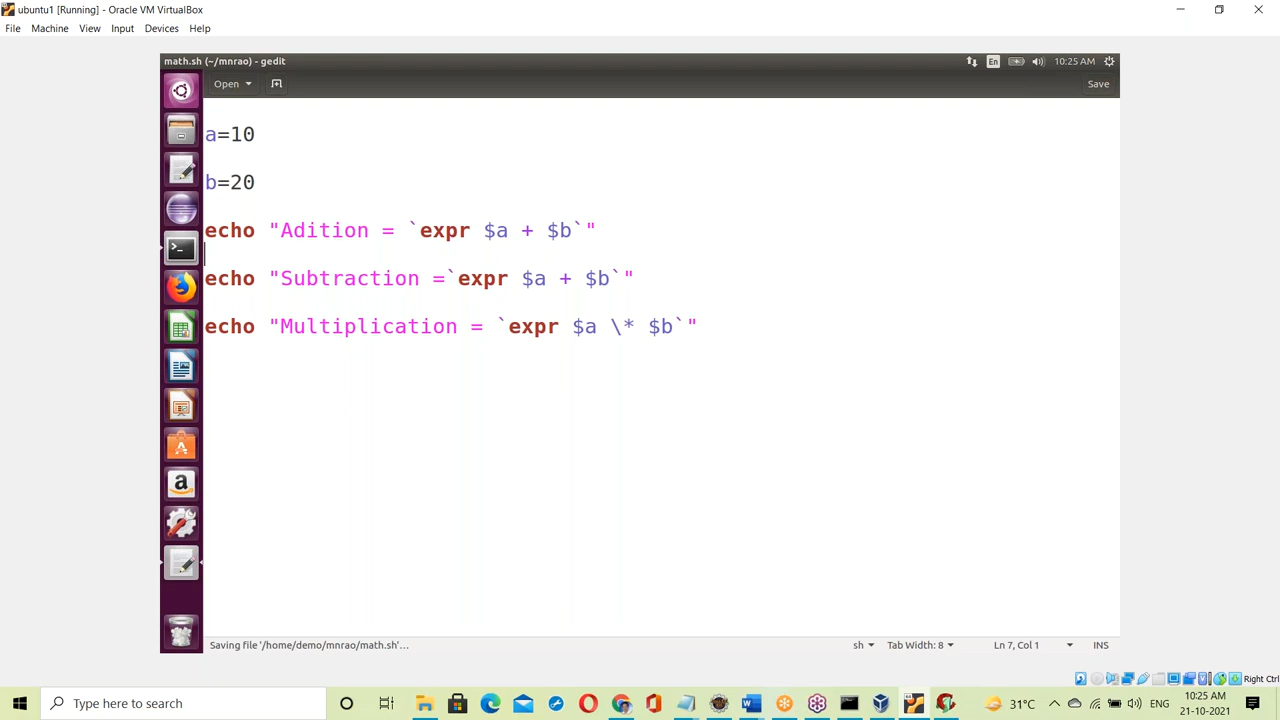 ubuntu1 [Running] - Oracle VM VirtualBox
File Machine View Input Devices Help
math.sh (~/mnrao) - gedit
En
10:25 AM
Open
Save
a=10
b=20
echo "Adition = `expr $a + $b`"
echo "Subtraction =`expr $a + $b`"
echo "Multiplication = `expr $a \* $b`"
Saving file '/home/demo/mnrao/math.sh'…
sh
Tab Width: 8
Ln 7, Col 1
INS
Right Ctrl
Type here to search
31°C
ENG
10:25 AM
21-10-2021